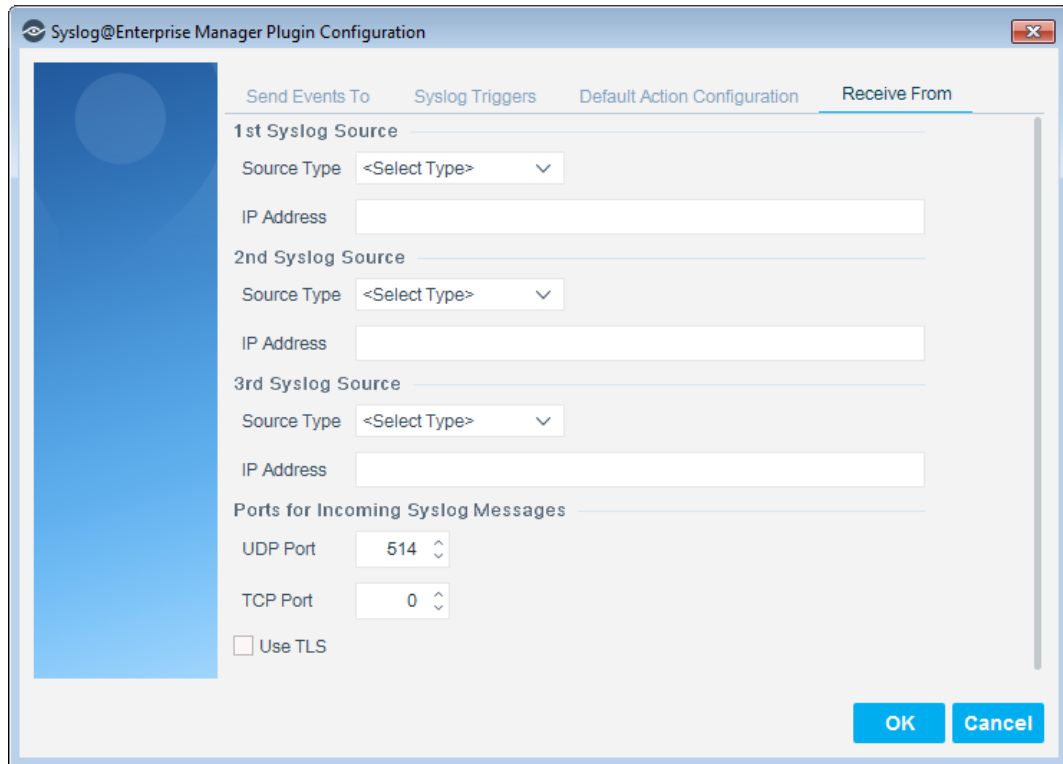 Syslog@Enterprise Manager Plugin Configuration
Send Events To Syslog Triggers Default Action Configuration Receive From
1st Syslog Source
Source Type <Select Type>
IP Address
2nd Syslog Source
Source Type <Select Type>
IP Address
3rd Syslog Source
Source Type <Select Type>
IP Address
Ports for Incoming Syslog Messages
UDP Port 514
TCP Port 0
Use TLS
OK Cancel